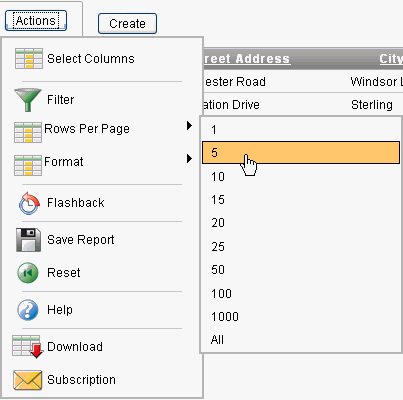 Actions
Create
Select Columns
Filter
Rows Per Page
Format
Flashback
Save Report
Reset
Help
Download
Subscription
reet Address
City
ester Road
Windsor L
ation Drive
Sterling
1
5
10
15
20
25
50
100
1000
All